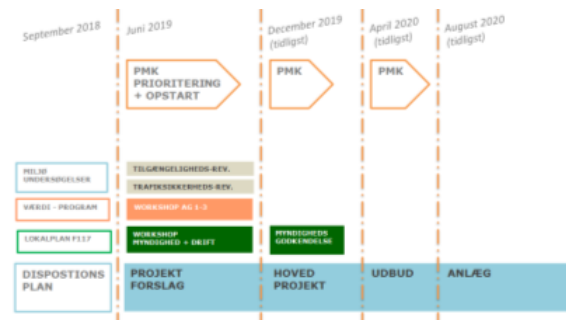 September 2018
Juni 2019
December 2019
(tidligst)
April 2020
(tidligst)
August 2020
(tidligst)
PMK
PRIORITERING
+ OPSTART
PMK
PMK
MILJØ
UNDERSØGELSER
TILGÆNGELIGHEDS-REV.
TRAFIKSIKKERHEDS-REV.
VÆRDI - PROGRAM
WORKSHOP AG 1-3
LOKALPLAN F117
WORKSHOP
MYNDIGHED + DRIFT
MYNDIGHEDS
GODKENDELSE
DISPOSTIONS
PLAN
PROJEKT
FORSLAG
HOVED
PROJEKT
UDBUD
ANLÆG